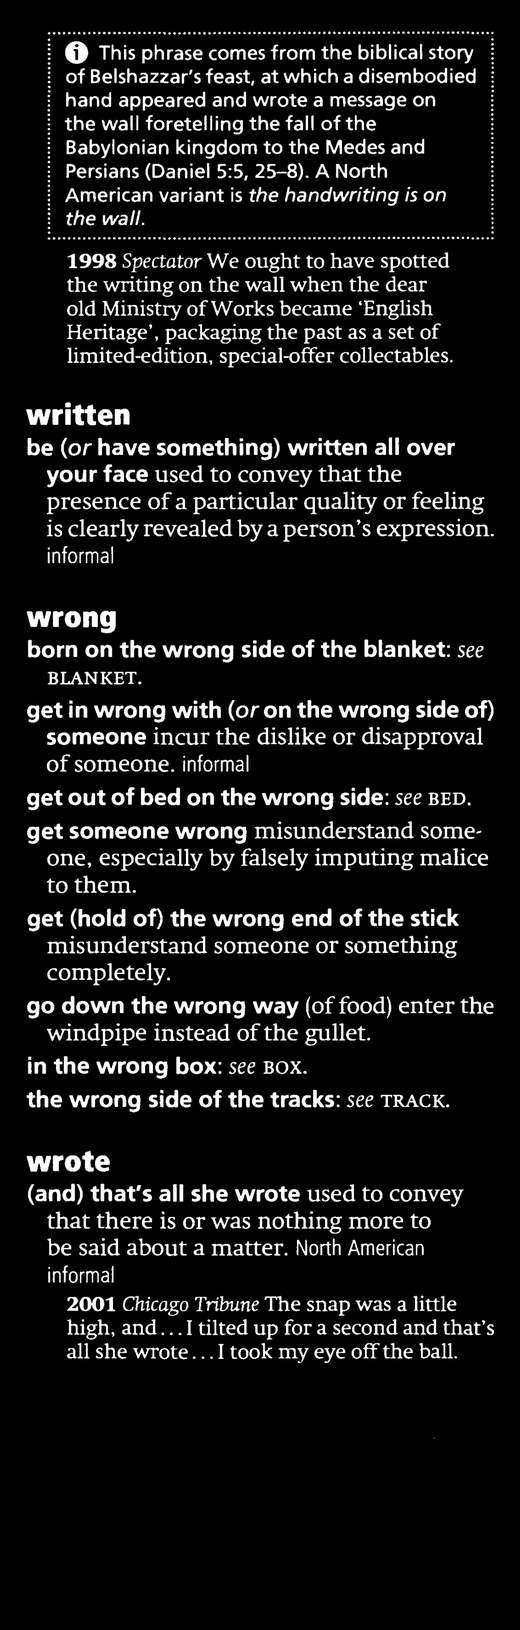 This phrase comes from the biblical story
of Belshazzar's feast, at which a disembodied
hand appeared and wrote a message on
the wall foretelling the fall of the
Babylonian kingdom to the Medes and
Persians (Daniel 5:5, 25–8). A North
American variant is the handwriting is on
the wall.
1998 Spectator We ought to have spotted
the writing on the wall when the dear
old Ministry of Works became ‘English
Heritage’, packaging the past as a set of
limited-edition, special-offer collectables.
written
be (or have something) written all over
your face used to convey that the
presence of a particular quality or feeling
is clearly revealed by a person's expression.
informal
wrong
born on the wrong side of the blanket: see
BLANKET.
get in wrong with (or on the wrong side of)
someone incur the dislike or disapproval
of someone. informal
get out of bed on the wrong side: see BED.
get someone wrong misunderstand some-
one, especially by falsely imputing malice
to them.
get (hold of) the wrong end of the stick
misunderstand someone or something
completely.
go down the wrong way (of food) enter the
windpipe instead of the gullet.
in the wrong box: see BOX.
the wrong side of the tracks: see TRACK.
wrote
(and) that's all she wrote used to convey
that there is or was nothing more to
be said about a matter. North American
informal
2001 Chicago Tribune The snap was a little
high, and...I tilted up for a second and that's
all she wrote...I took my eye off the ball.